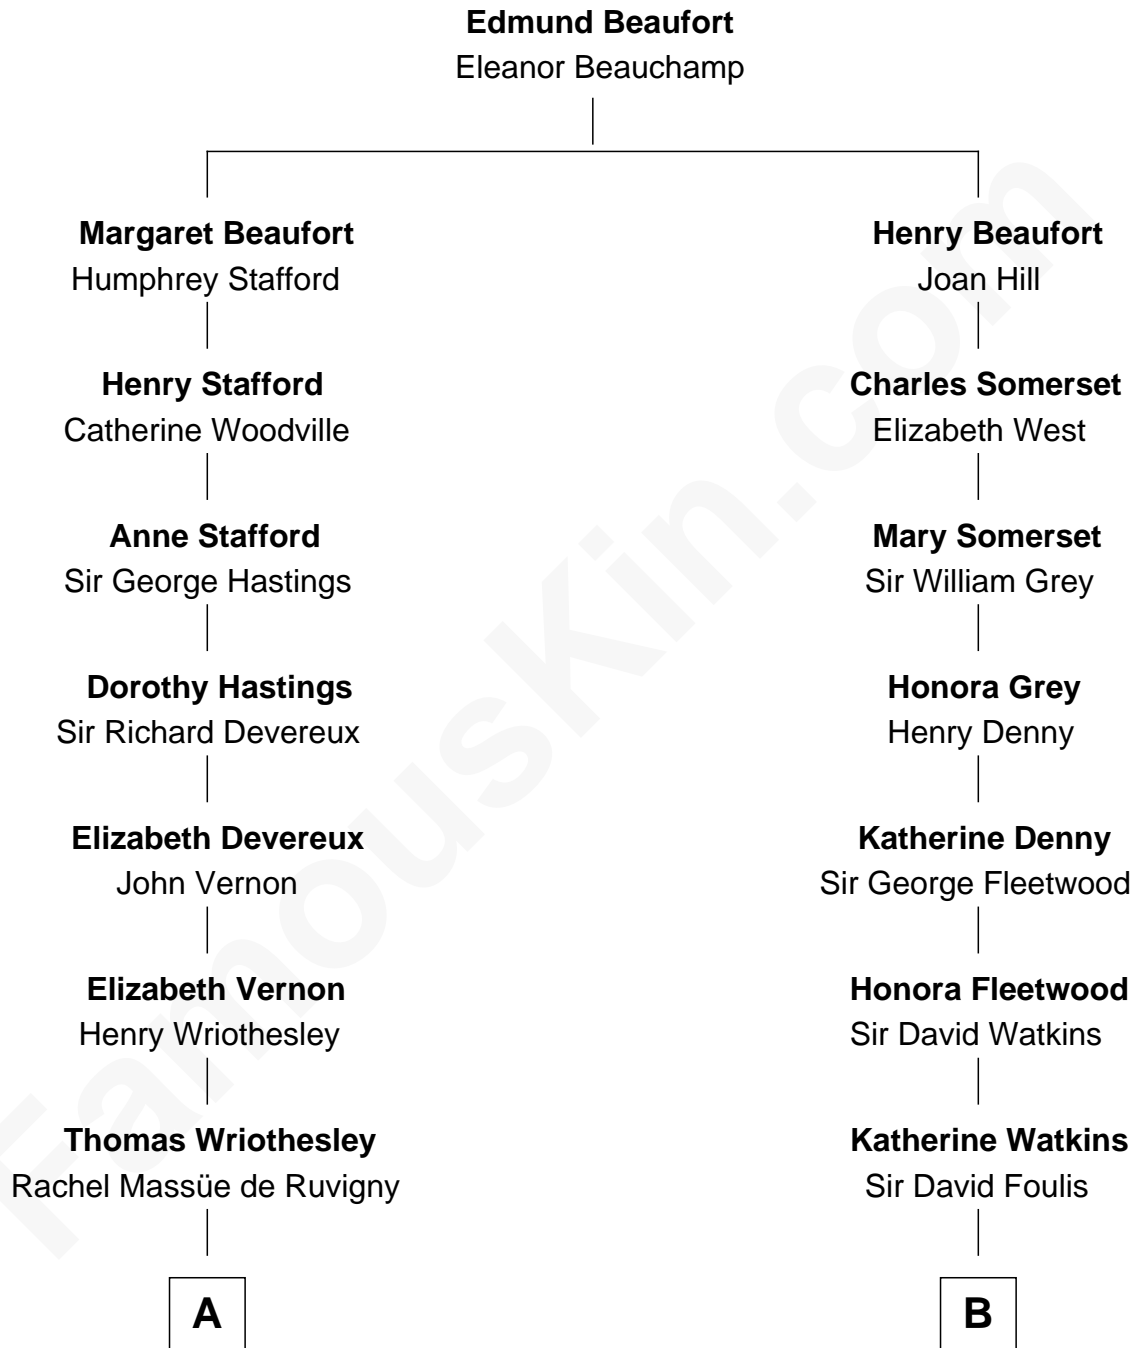 Edmund Beaufort
Eleanor Beauchamp
Margaret Beaufort
Humphrey Stafford
Henry Beaufort
Joan Hill
Henry Stafford
Catherine Woodville
Charles Somerset
Elizabeth West
Anne Stafford
Sir George Hastings
Mary Somerset
Sir William Grey
Dorothy Hastings
Sir Richard Devereux
Honora Grey
Henry Denny
Elizabeth Devereux
John Vernon
Katherine Denny
Sir George Fleetwood
Elizabeth Vernon
Henry Wriothesley
Honora Fleetwood
Sir David Watkins
Thomas Wriothesley
Rachel Massüe de Ruvigny
Katherine Watkins
Sir David Foulis
A
B
FamousKin.com